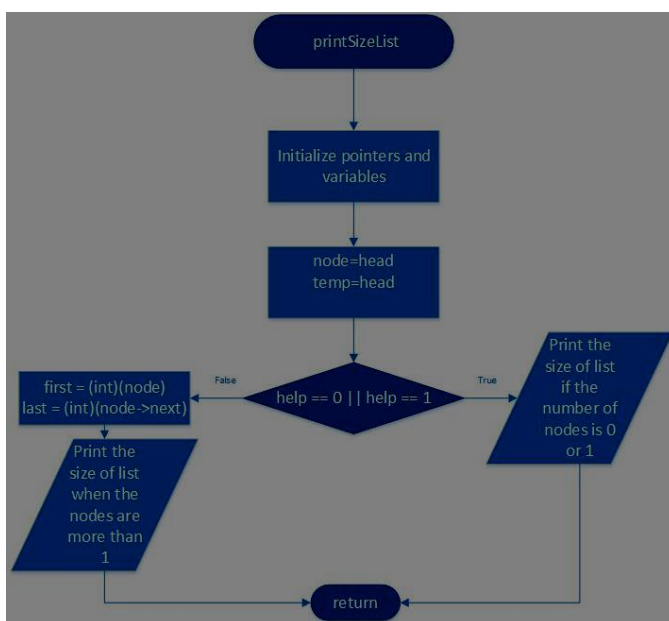 printSizeList
Initialize pointers and
variables
node=head
temp=head
False
True
first = (int)(node)
last = (int)(node->next)
help == 0 || help == 1
Print the
size of list
if the
number of
nodes is 0
or 1
Print the
size of list
when the
nodes are
more than
1
return